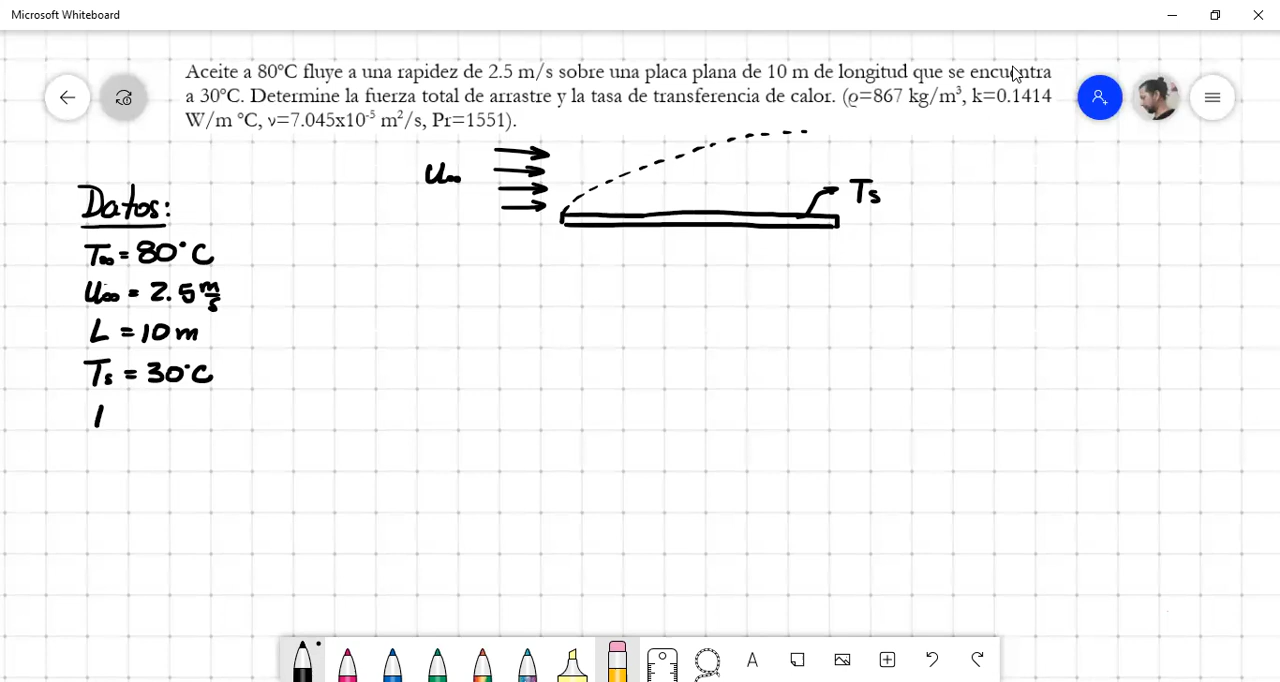 Microsoft Whiteboard
Aceite a 80°C fluye a una rapidez de 2.5 m/s sobre una placa plana de 10 m de longitud que se encuentra
a 30°C. Determine la fuerza total de arrastre y la tasa de transferencia de calor. (ρ=867 kg/m³, k=0.1414
W/m °C, ν=7.045x10⁻⁵ m²/s, Pr=1551).
U∞
Ts
Datos:
T∞ = 80°C
U∞ = 2.5 m/s
L = 10 m
Ts = 30°C
A